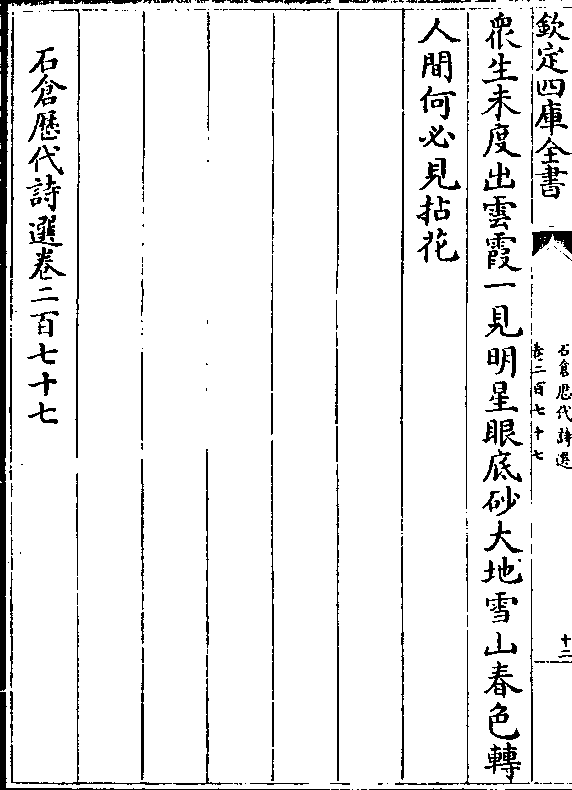 欽定四庫全書
石倉歷代詩選
卷二百七十七
十二
衆生未度出雲霞一見明星眼底砂大地雪山春色轉
人間何必見拈花
石倉歷代詩選卷二百七十七